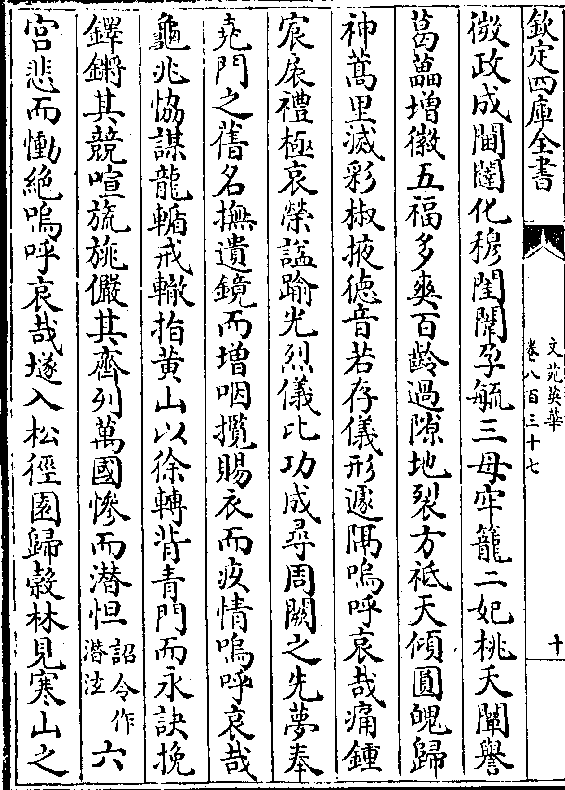 欽定四庫全書
文苑英華
卷八百三十七
十
微政成閫闥化穆閨闈孕毓三母牢籠二妃桃夭闡譽
葛藟增徽五福多爽百齡過隙地裂方祇天傾圓魄歸
神蒿里滅彩椒掖德音若存儀形遽隔嗚呼哀哉痛鍾
宸扆禮極哀榮諡踰光烈儀比功成尋周闕之先夢奉
堯門之舊名撫遺鏡而增咽攬賜衣而疚情嗚呼哀哉
龜兆恊謀龍輴戒轍指黄山以徐轉背青門而永訣挽
鐸鏘其競喧旒旐儼其齊列萬國慘而潛怛詔令作潛泣六
宮悲而慟絶嗚呼哀哉墜入松徑園歸榖林見寒山之